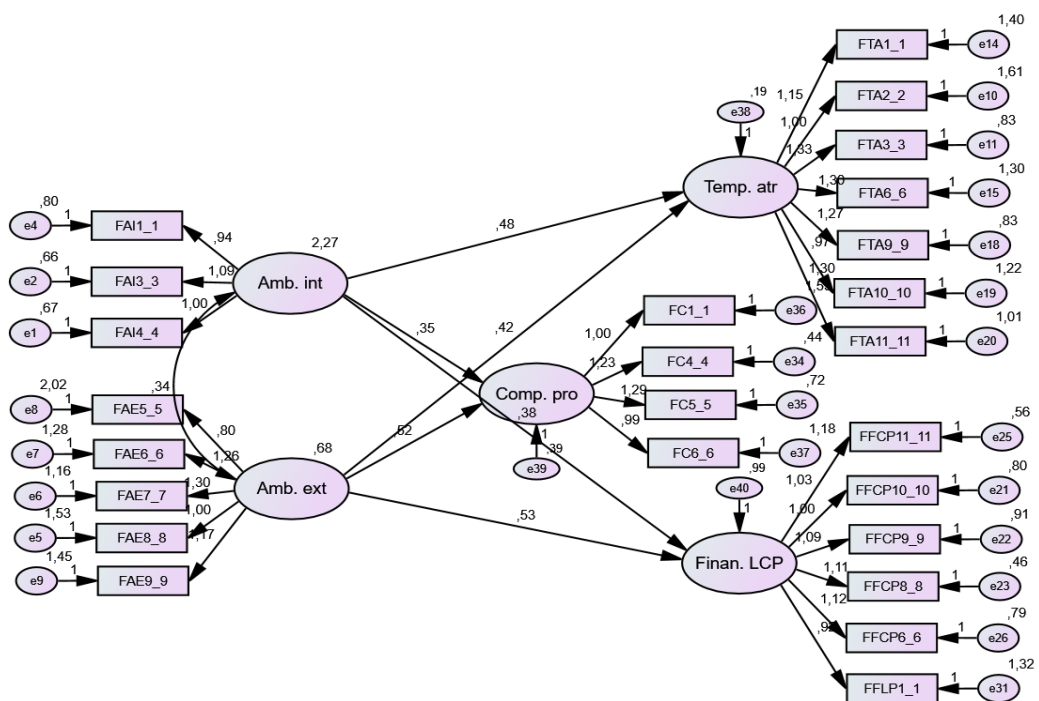 1,40
FTA1_1
1
e14
1,15
1,61
FTA2_2
1
e10
,19
e38
1
1,00
,83
FTA3_3
1
e11
1,33
Temp. atr
1,30
1,30
FTA6_6
1
e15
1,27
,83
FTA9_9
1
e18
,97
1,30
1,22
FTA10_10
1
e19
1,01
FTA11_11
1
e20
,80
e4
1
FAI1_1
,94
,66
e2
1
FAI3_3
1,09
,67
e1
1
FAI4_4
1,00
2,27
Amb. int
,48
,35
,42
,34
2,02
e8
1
FAE5_5
,80
1,28
e7
1
FAE6_6
1,26
1,16
e6
1
FAE7_7
1,30
1,53
e5
1
FAE8_8
1,00
1,45
e9
1
FAE9_9
1,17
,68
Amb. ext
,52
,38
,39
,53
FC1_1
1
e36
1,00
,44
FC4_4
1
e34
1,23
,72
FC5_5
1
e35
1,29
1,18
FC6_6
1
e37
,99
Comp. pro
1
e39
,99
e40
1
Finan. LCP
,56
FFCP11_11
1
e25
1,03
,80
FFCP10_10
1
e21
1,00
,91
FFCP9_9
1
e22
1,09
,46
FFCP8_8
1
e23
1,11
,79
FFCP6_6
1
e26
1,12
1,32
FFLP1_1
1
e31